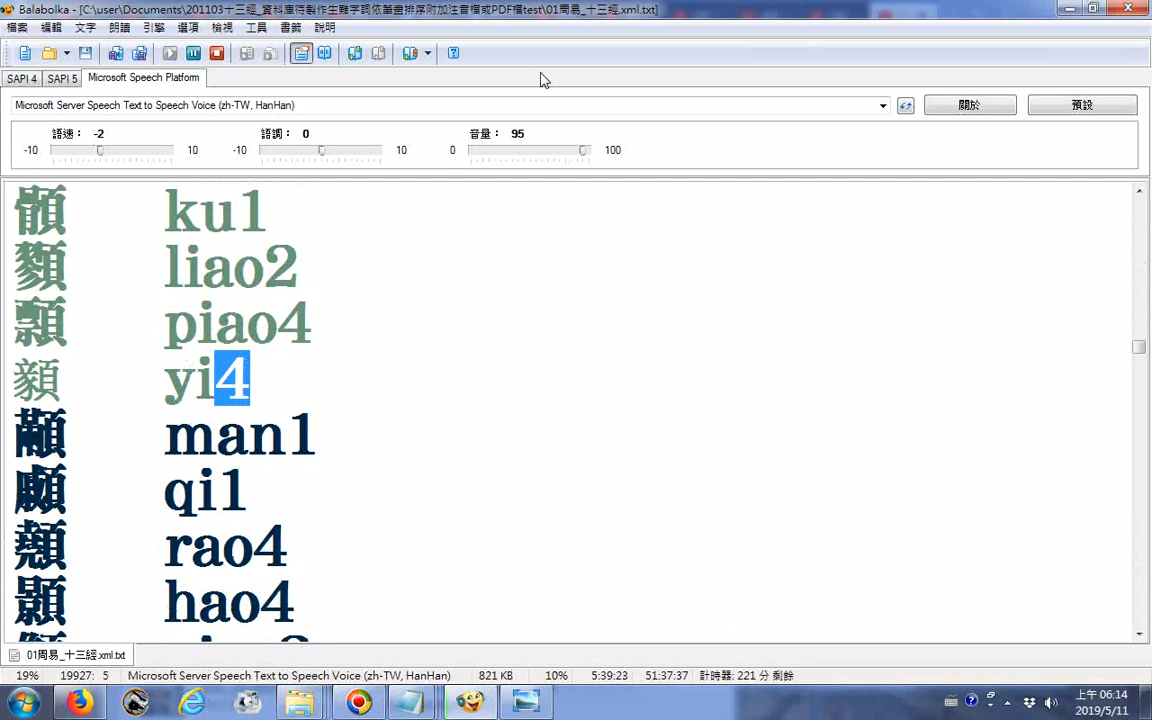 Balabolka - [C:\user\Documents\201103十三經_資料庫待製作生難字詞依筆畫排序附加注音檔或PDF檔test\01周易_十三經.xml.txt]
檔案 編輯 文字 朗讀 引擎 選項 檢視 工具 書籤 說明
SAPI 4 SAPI 5 Microsoft Speech Platform
Microsoft Server Speech Text to Speech Voice (zh-TW, HanHan) 關於 預設
語速： -2 語調： 0 音量： 95
-10 10 -10 10 0 100
ku1
liao2
piao4
yi4
man1
qi1
rao4
顥 hao4
01周易_十三經.xml.txt
19% 19927: 5 Microsoft Server Speech Text to Speech Voice (zh-TW, HanHan) 821 KB 10% 5:39:23 51:37:37 計時器: 221 分 剩餘
上午 06:14
2019/5/11